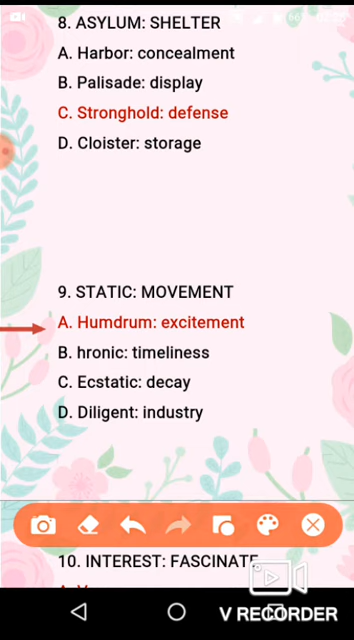 8. ASYLUM: SHELTER
A. Harbor: concealment
B. Palisade: display
C. Stronghold: defense
D. Cloister: storage
9. STATIC: MOVEMENT
A. Humdrum: excitement
B. hronic: timeliness
C. Ecstatic: decay
D. Diligent: industry
10. INTEREST: FASCINATE
V RECORDER